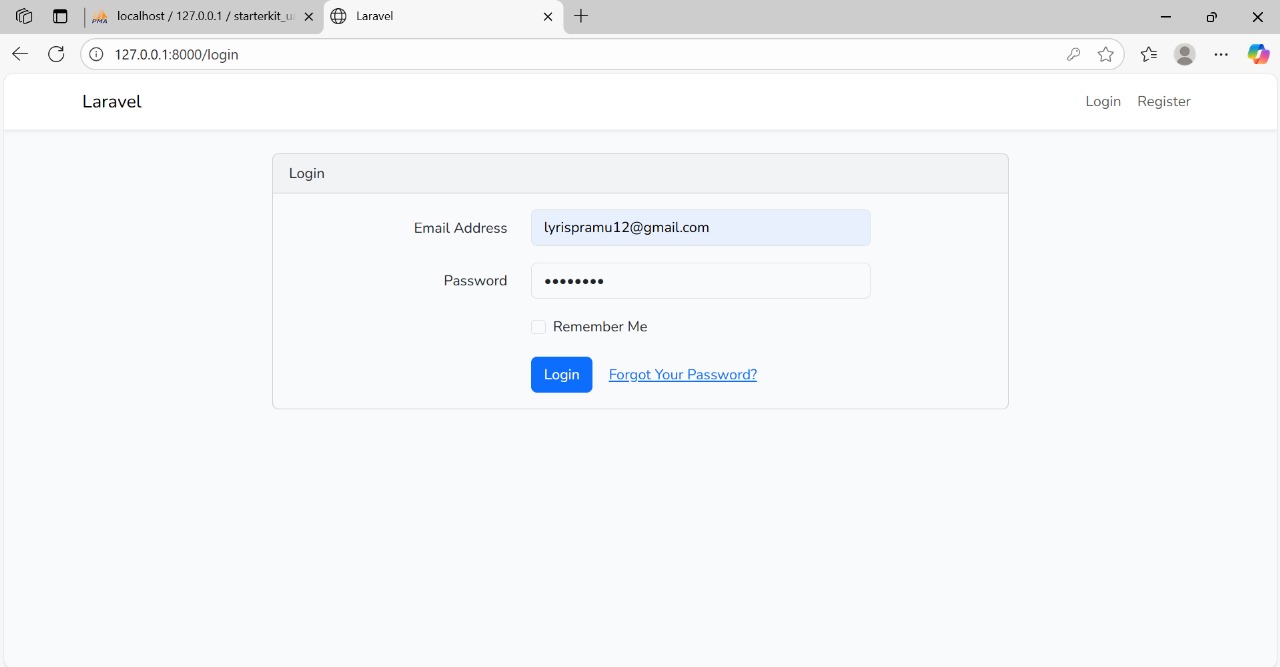 localhost / 127.0.0.1 / starterkit_u
Laravel
127.0.0.1:8000/login
Laravel
Login
Register
Login
Email Address
lyrispramu12@gmail.com
Password
••••••••
Remember Me
Login
Forgot Your Password?